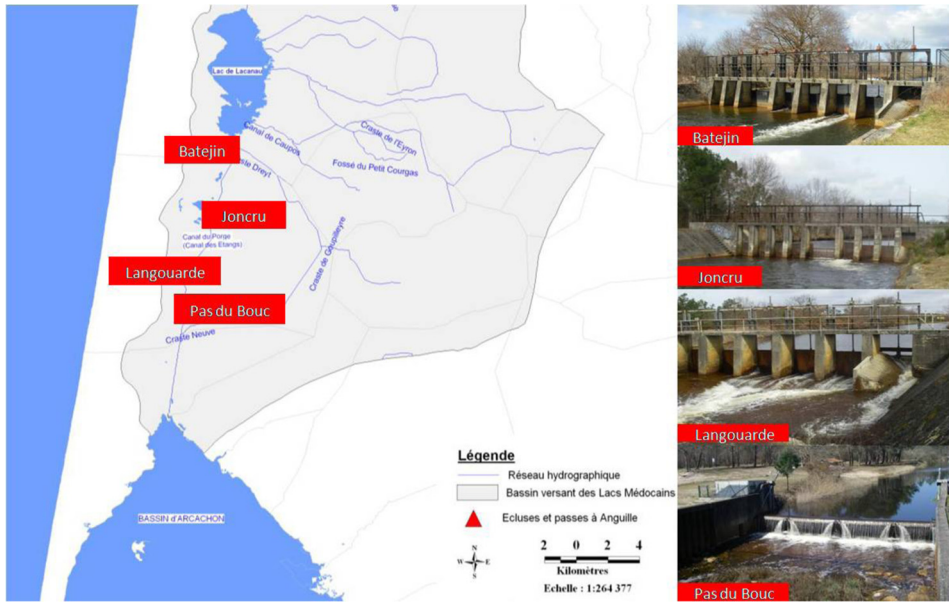 Lac de Lacanau
Canal de Caupos
Craste de l'Eyron
Batejin
ste Dreyt
Fossé du Petit Courgas
Joncru
Canal du Porge
(Canal des Etangs)
Craste de Goupilleyre
Langouarde
Pas du Bouc
Craste Neuve
BASSIN d'ARCACHON
Légende
Réseau hydrographique
Bassin versant des Lacs Médocains
Ecluses et passes à Anguille
N
W E
S
2 0 2 4
Kilomètres
Echelle : 1:264 377
Batejin
Joncru
Langouarde
Pas du Bouc